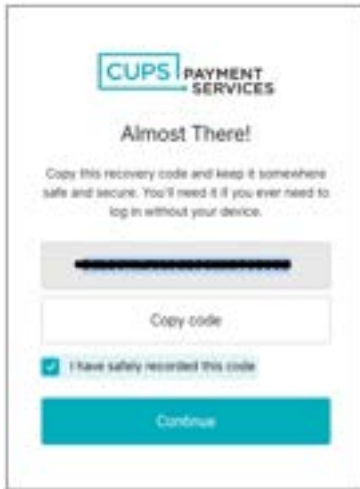 CUPS PAYMENT
SERVICES
Almost There!
Copy this recovery code and keep it somewhere
safe and secure. You'll need it if you ever need to
log in without your device.
Copy code
I have safely recorded this code
Continue